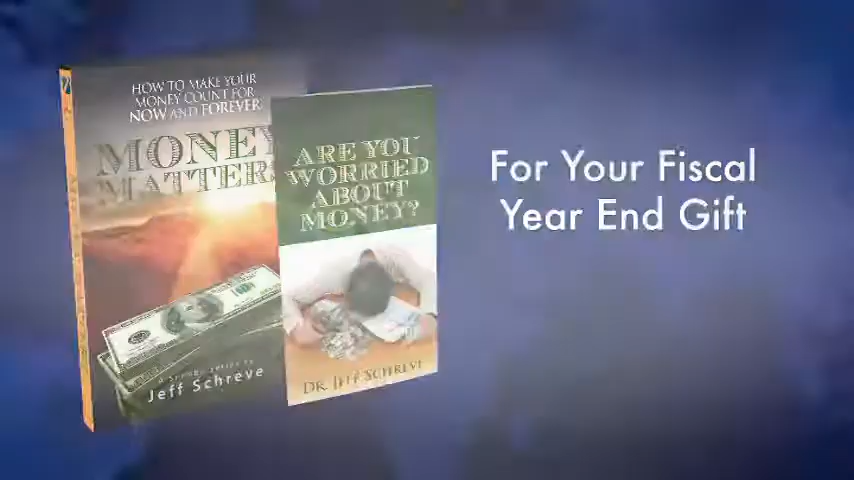 HOW TO MAKE YOUR
MONEY COUNT FOR
NOW AND FOREVER
MONEY
MATTERS
Jeff Schreve
ARE YOU
WORRIED
ABOUT
MONEY?
DR. JEFF SCHREVE
For Your Fiscal
Year End Gift